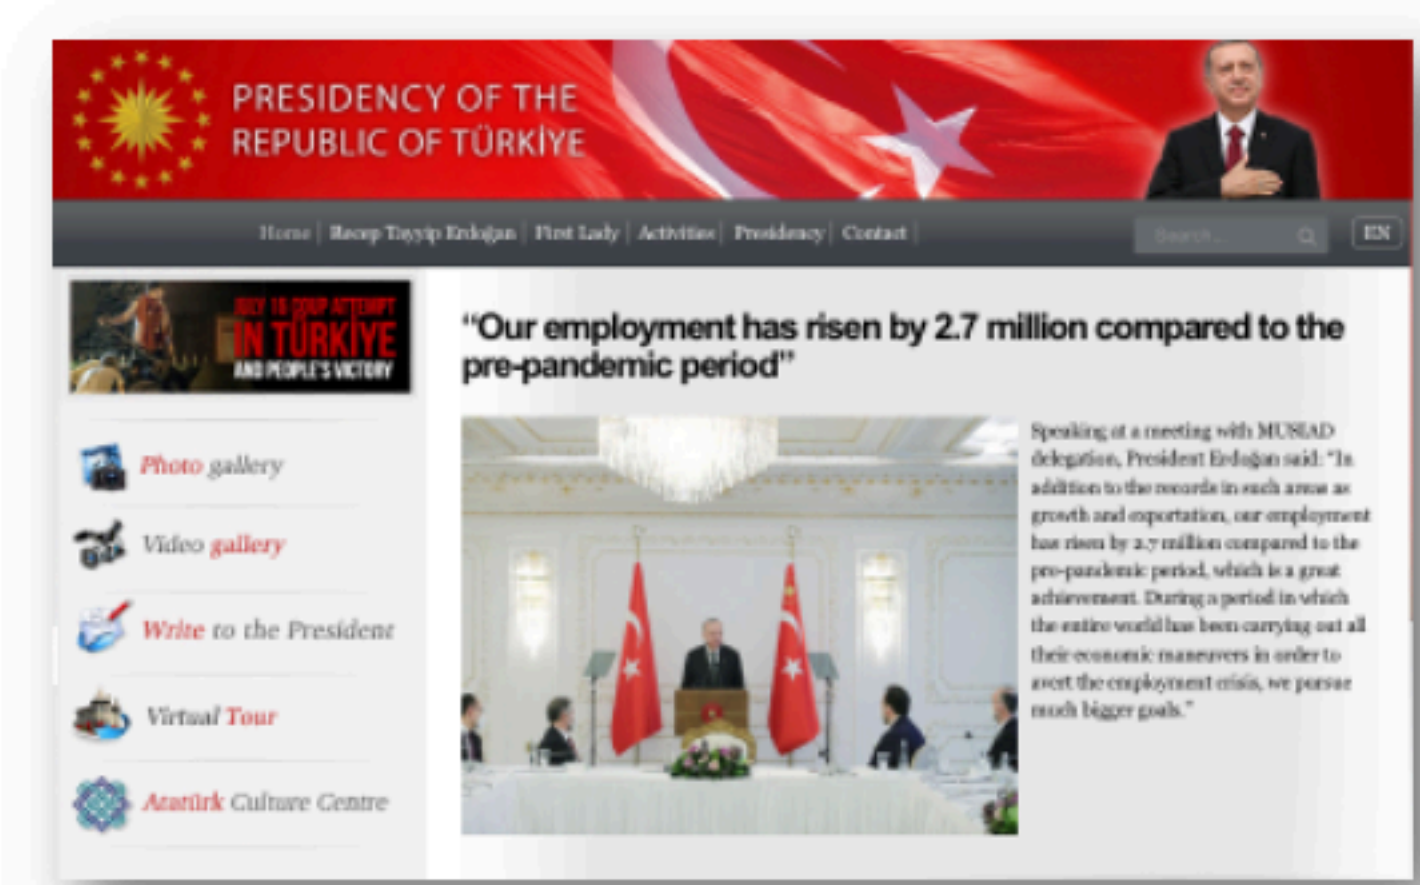 PRESIDENCY OF THE
REPUBLIC OF TÜRKİYE
Home
Recep Tayyip Erdoğan
First Lady
Activities
Presidency
Contact
Search...
EN
JULY 15 COUP ATTEMPT
IN TÜRKİYE
AND PEOPLE'S VICTORY
Photo gallery
Video gallery
Write to the President
Virtual Tour
Atatürk Culture Centre
“Our employment has risen by 2.7 million compared to the
pre-pandemic period”
Speaking at a meeting with MUSIAD
delegation, President Erdoğan said: “In
addition to the records in such areas as
growth and exportation, our employment
has risen by 2.7 million compared to the
pre-pandemic period, which is a great
achievement. During a period in which
the entire world has been carrying out all
their economic maneuvers in order to
avert the employment crisis, we pursue
much bigger goals.”